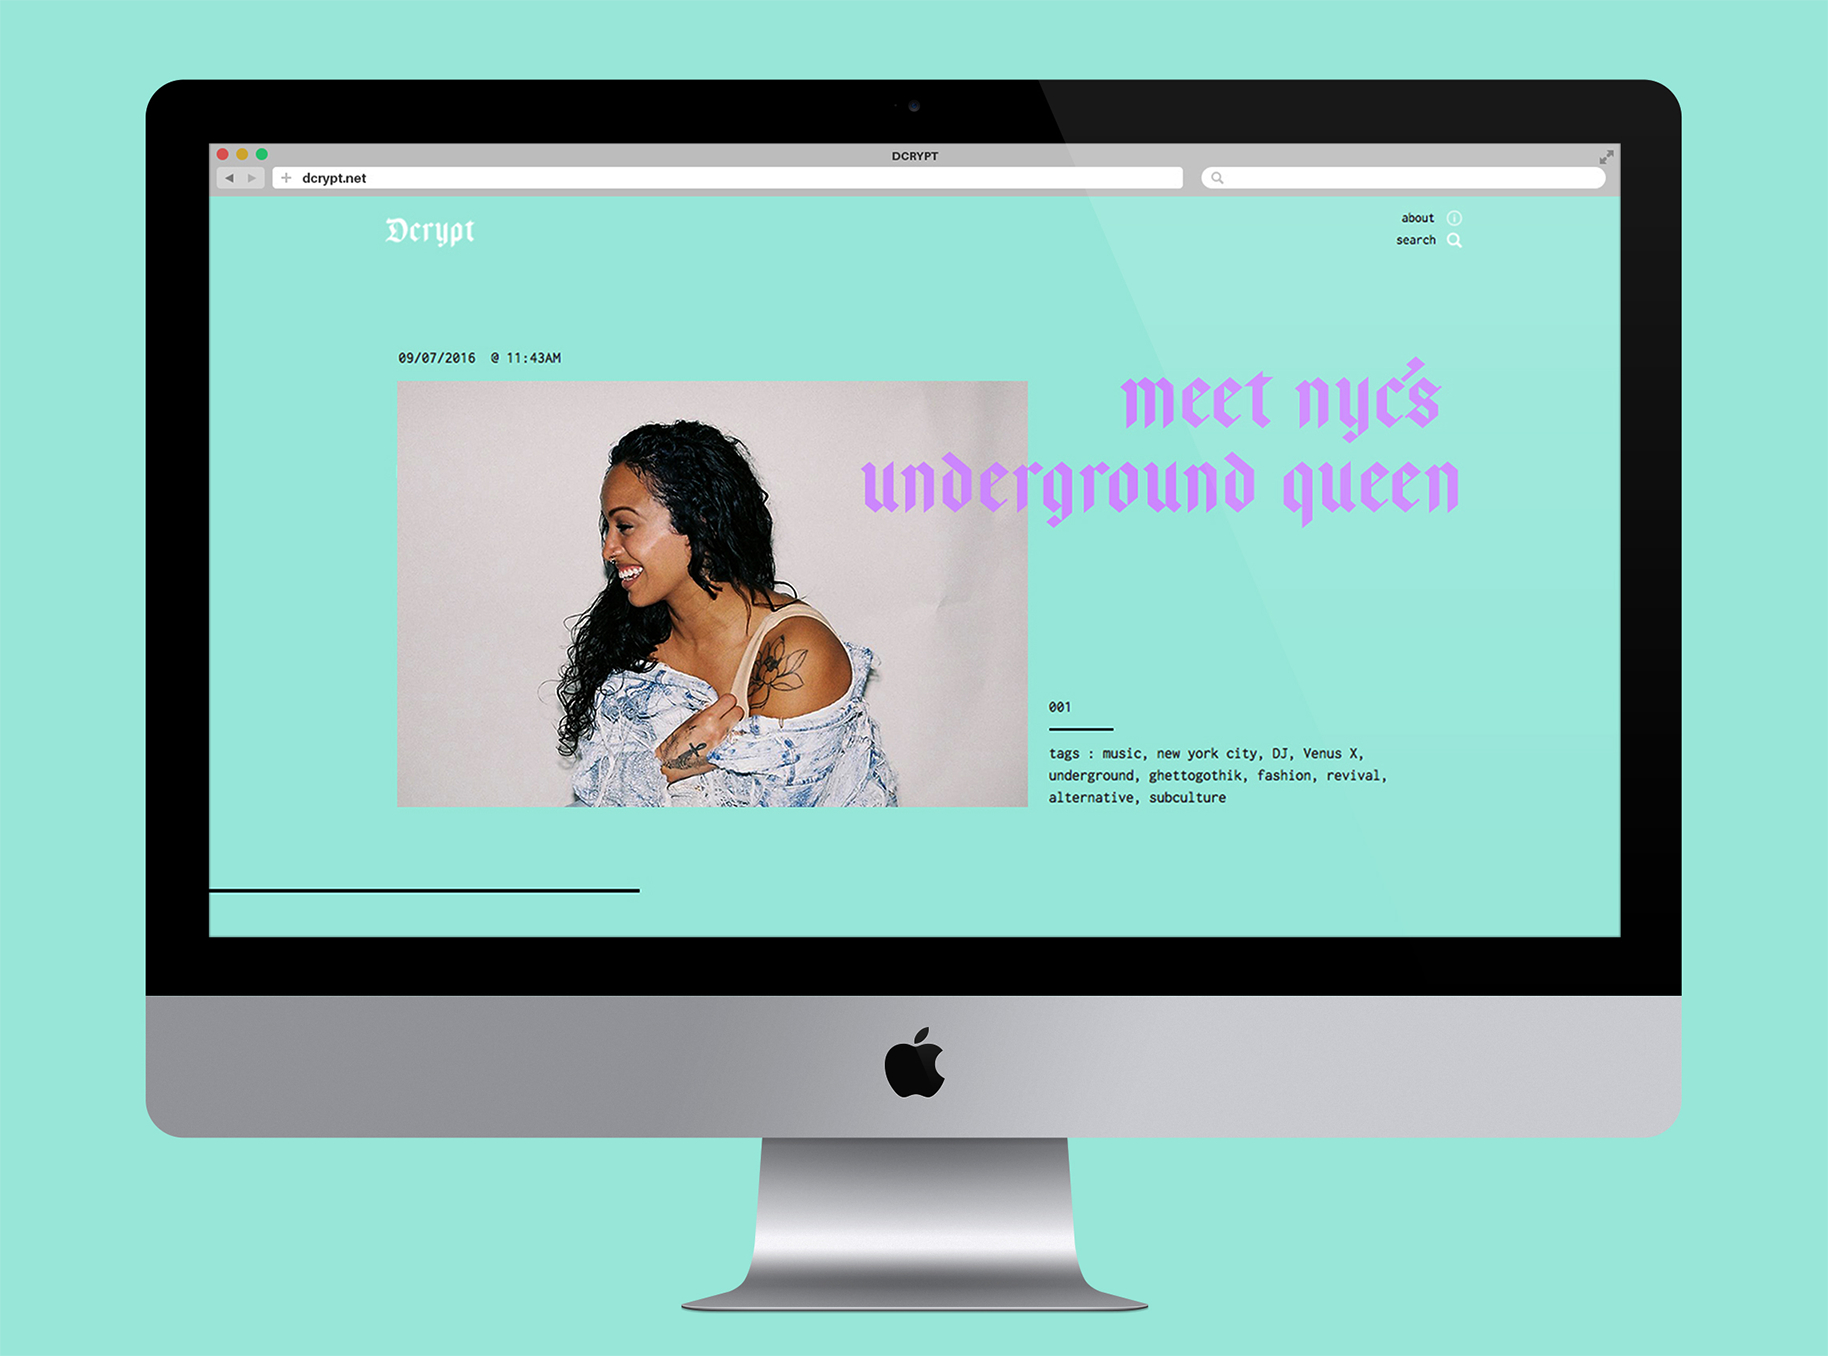 DCRYPT
dcrypt.net
Dcrypt
about
search
09/07/2016 @ 11:43AM
meet nyc's
underground queen
001
tags : music, new york city, DJ, Venus X,
underground, ghettogothik, fashion, revival,
alternative, subculture